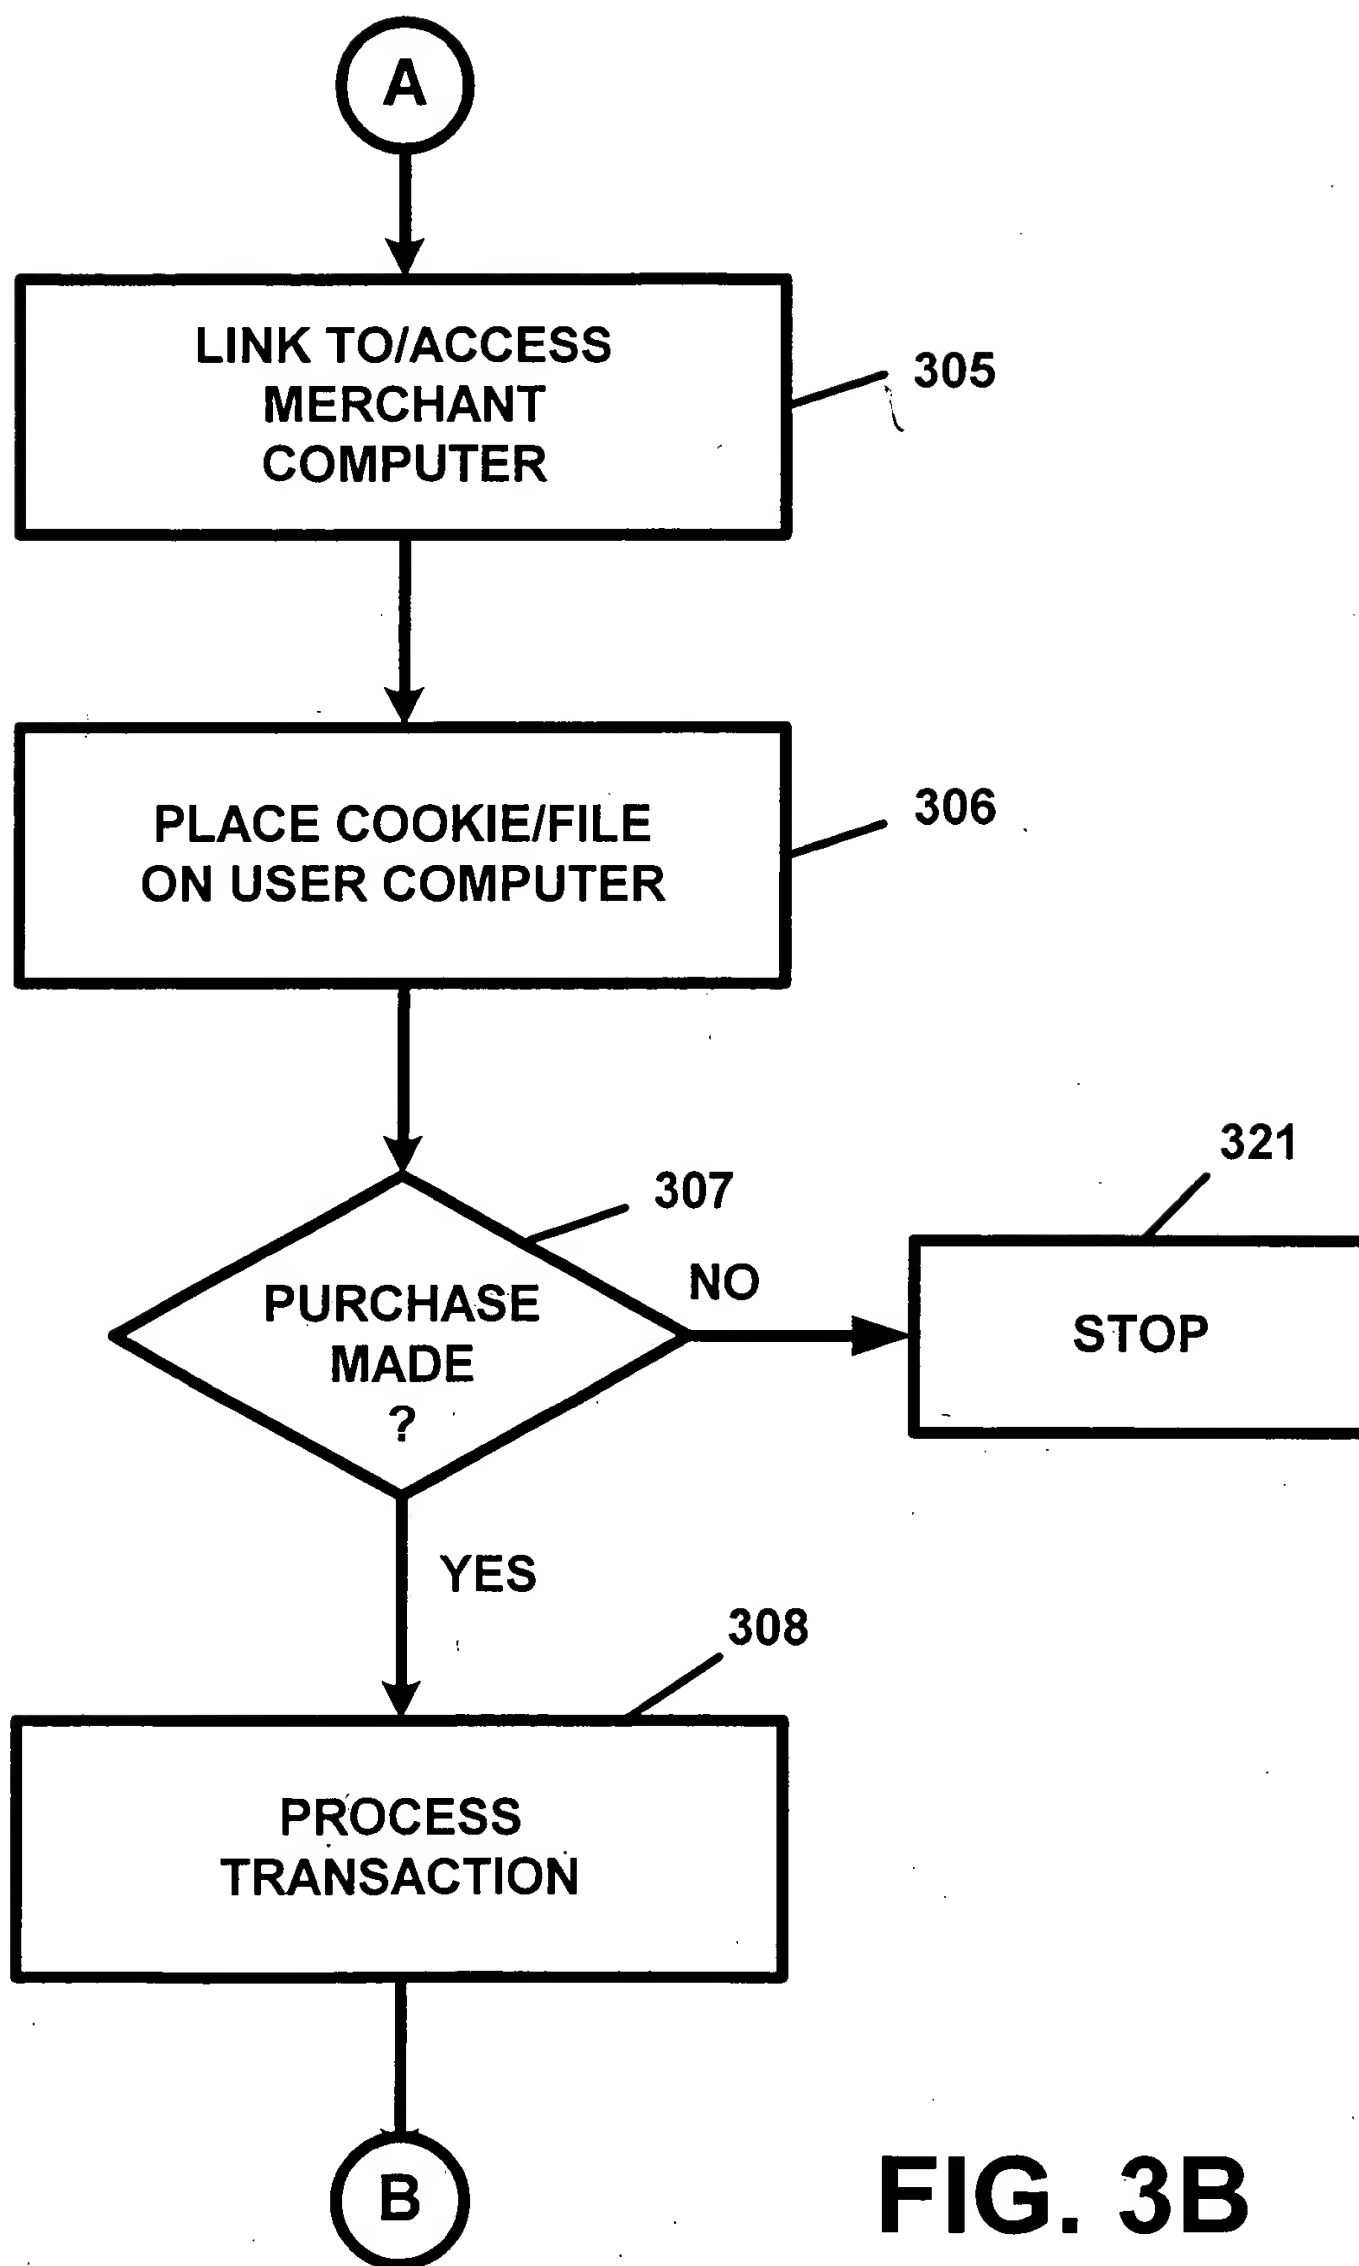 A
LINK TO/ACCESS
MERCHANT
COMPUTER
305
PLACE COOKIE/FILE
ON USER COMPUTER
306
307
PURCHASE
MADE
?
NO
321
STOP
YES
308
PROCESS
TRANSACTION
B
FIG. 3B